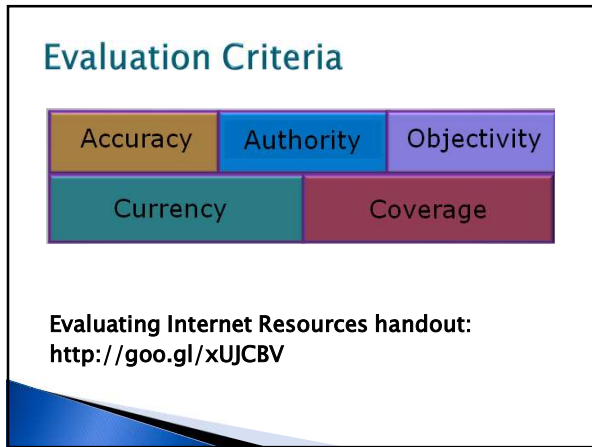 Evaluation Criteria
Accuracy Authority Objectivity
Currency Coverage
Evaluating Internet Resources handout:
http://goo.gl/xUJCBV